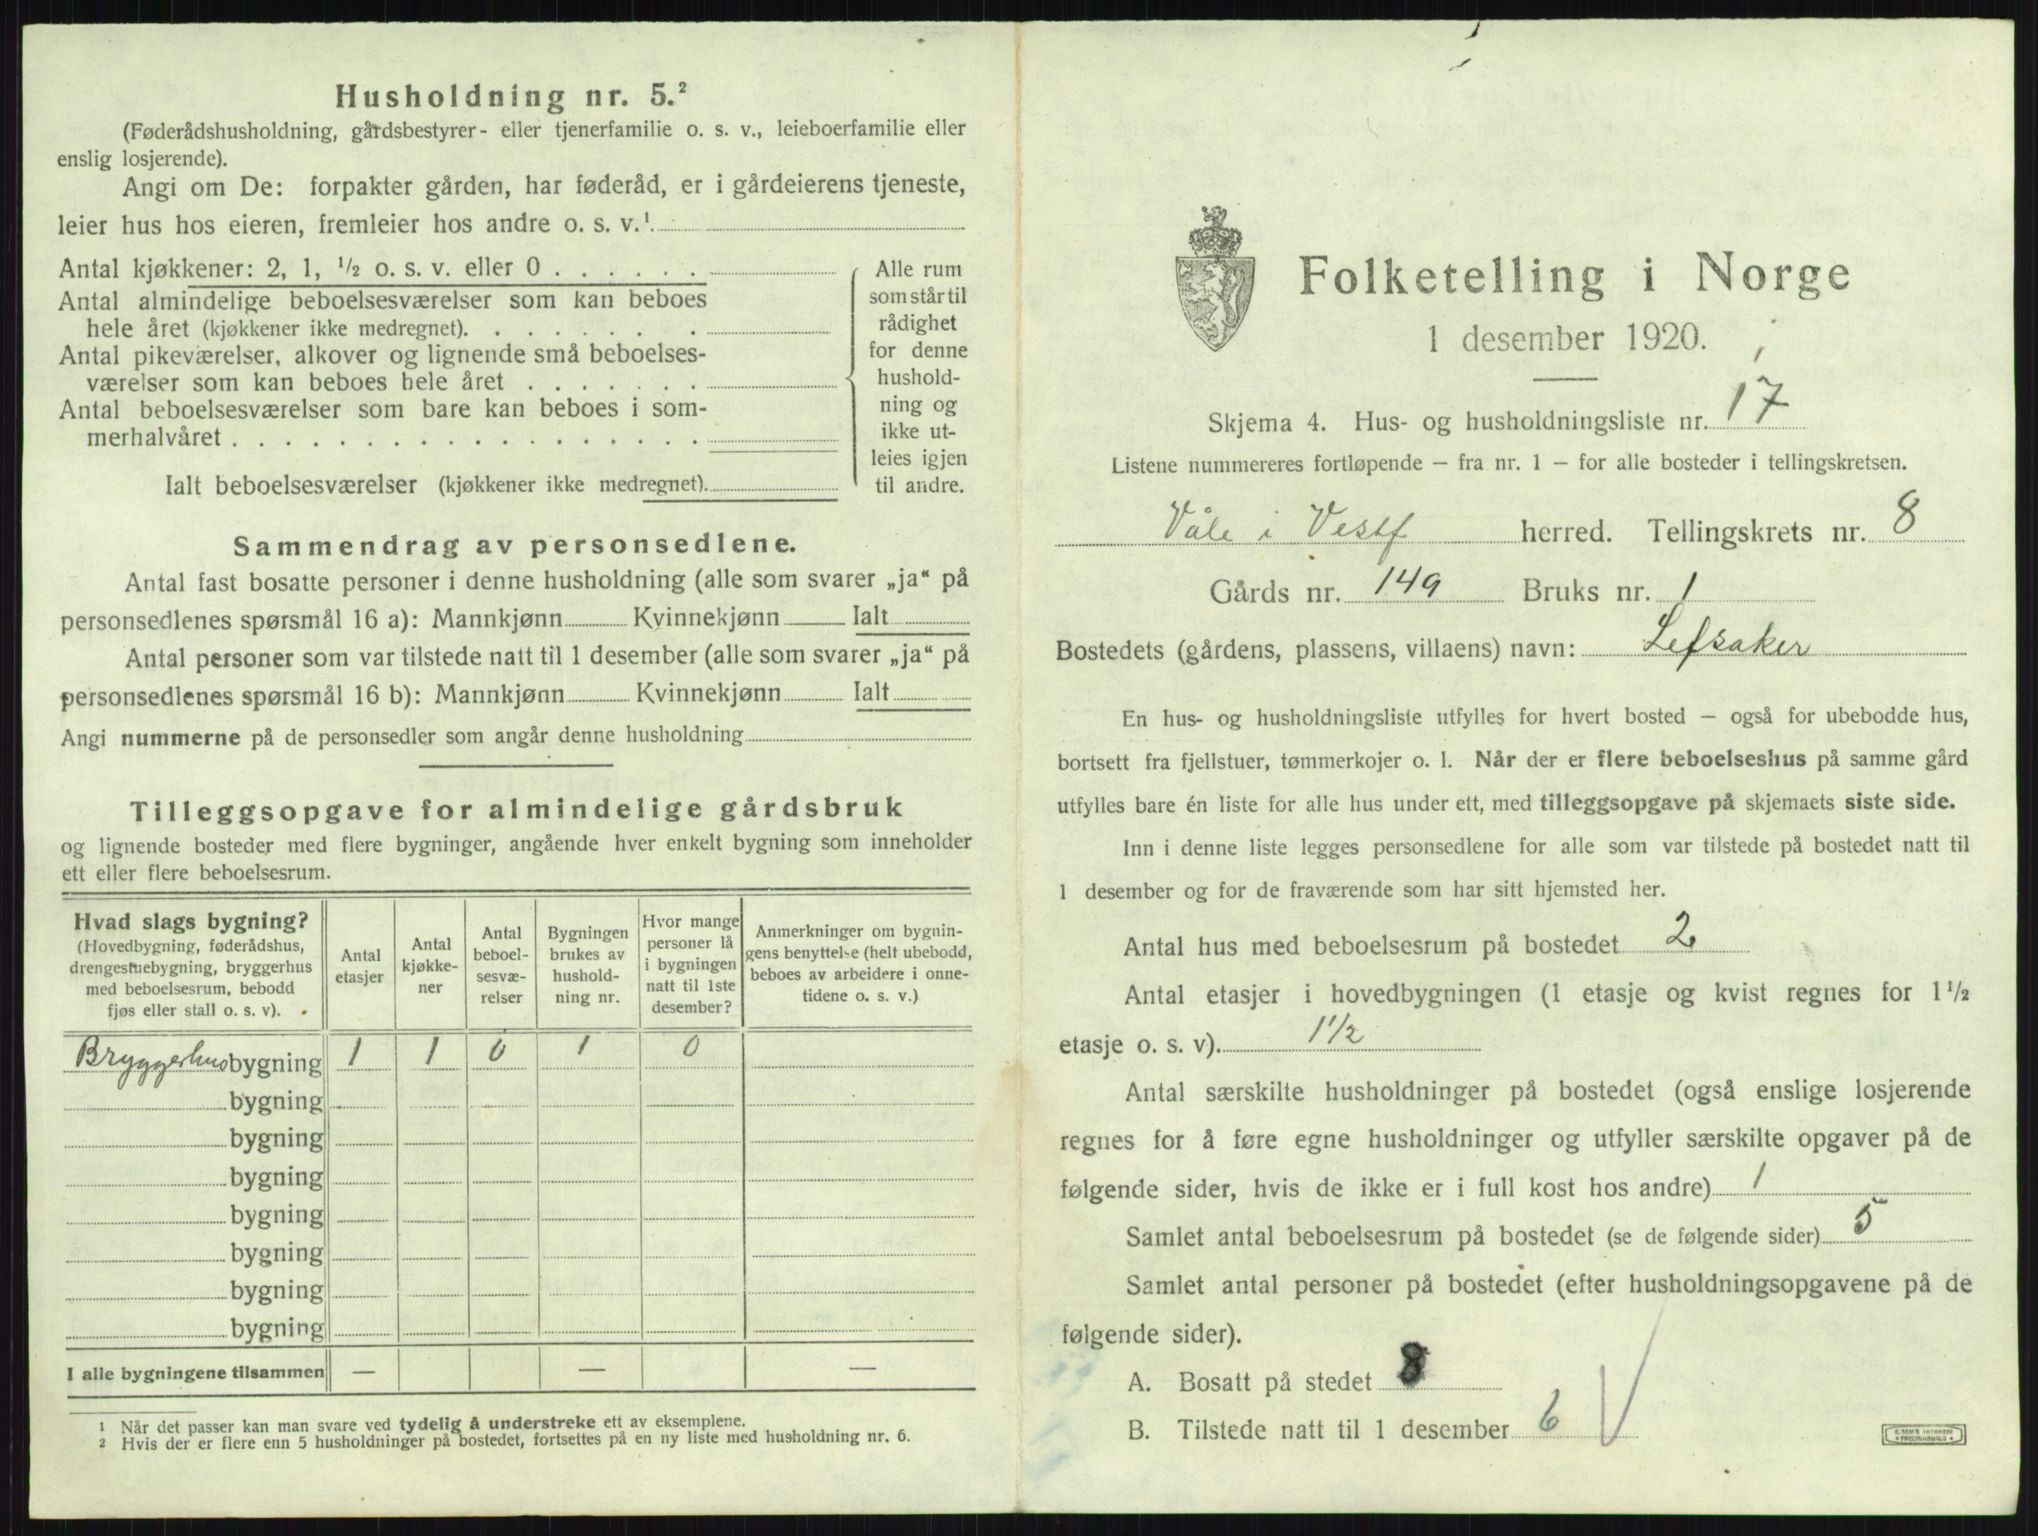 Husholdning nr. 5.²
(Føderådshusholdning, gårdsbestyrer- eller tjenerfamilie o. s. v., leieboerfamilie eller
enslig losjerende).
Angi om De: forpakter gården, har føderåd, er i gårdeierens tjeneste,
leier hus hos eieren, fremleier hos andre o. s. v.¹
Antal kjøkkener: 2, 1, ½ o. s. v. eller 0 . . . . . .
Antal almindelige beboelsesværelser som kan beboes
hele året (kjøkkener ikke medregnet). . . . . . . . .
Antal pikeværelser, alkover og lignende små beboelses-
værelser som kan beboes hele året . . . . . . .
Antal beboelsesværelser som bare kan beboes i som-
merhalvåret . . . . . . . . . . . . . . . . . .
Ialt beboelsesværelser (kjøkkener ikke medregnet).
Alle rum
som står til
rådighet
for denne
hushold-
ning og
ikke ut-
leies igjen
til andre.
Sammendrag av personsedlene.
Antal fast bosatte personer i denne husholdning (alle som svarer „ja“ på
personsedlenes spørsmål 16 a): Mannkjønn Kvinnekjønn Ialt
Antal personer som var tilstede natt til 1 desember (alle som svarer „ja“ på
personsedlenes spørsmål 16 b): Mannkjønn Kvinnekjønn Ialt
Angi nummerne på de personsedler som angår denne husholdning
Tilleggsopgave for almindelige gårdsbruk
og lignende bosteder med flere bygninger, angående hver enkelt bygning som inneholder
ett eller flere beboelsesrum.
Hvad slags bygning?
(Hovedbygning, føderådshus,
drengestuebygning, bryggerhus
med beboelsesrum, bebodd
fjøs eller stall o. s. v).
Antal
etasjer
Antal
kjøkke-
ner
Antal
beboel-
sesvæ-
relser
Bygningen
brukes av
hushold-
ning nr.
Hvor mange
personer lå
i bygningen
natt til 1ste
desember?
Anmerkninger om bygnin-
gens benyttelse (helt ubebodd,
beboes av arbeidere i onne-
tidene o. s. v.)
Bryggerhusbygning 1 1 0 1 0
bygning
bygning
bygning
bygning
bygning
bygning
bygning
I alle bygningene tilsammen — — —
¹ Når det passer kan man svare ved tydelig å understreke ett av eksemplene.
² Hvis der er flere enn 5 husholdninger på bostedet, fortsettes på en ny liste med husholdning nr. 6.
Folketelling i Norge
1 desember 1920.
Skjema 4. Hus- og husholdningsliste nr. 17
Listene nummereres fortløpende – fra nr. 1 – for alle bosteder i tellingskretsen.
Våle i Vestf herred. Tellingskrets nr. 8
Gårds nr. 149 Bruks nr. 1
Bostedets (gårdens, plassens, villaens) navn: Lefsaker
En hus- og husholdningsliste utfylles for hvert bosted – også for ubebodde hus,
bortsett fra fjellstuer, tømmerkojer o. l. Når der er flere beboelseshus på samme gård
utfylles bare én liste for alle hus under ett, med tilleggsopgave på skjemaets siste side.
Inn i denne liste legges personsedlene for alle som var tilstede på bostedet natt til
1 desember og for de fraværende som har sitt hjemsted her.
Antal hus med beboelsesrum på bostedet 2
Antal etasjer i hovedbygningen (1 etasje og kvist regnes for 1½
etasje o. s. v). 1½
Antal særskilte husholdninger på bostedet (også enslige losjerende
regnes for å føre egne husholdninger og utfyller særskilte opgaver på de
følgende sider, hvis de ikke er i full kost hos andre) 1
Samlet antal beboelsesrum på bostedet (se de følgende sider) 5
Samlet antal personer på bostedet (efter husholdningsopgavene på de
følgende sider).
A. Bosatt på stedet 8
B. Tilstede natt til 1 desember 6